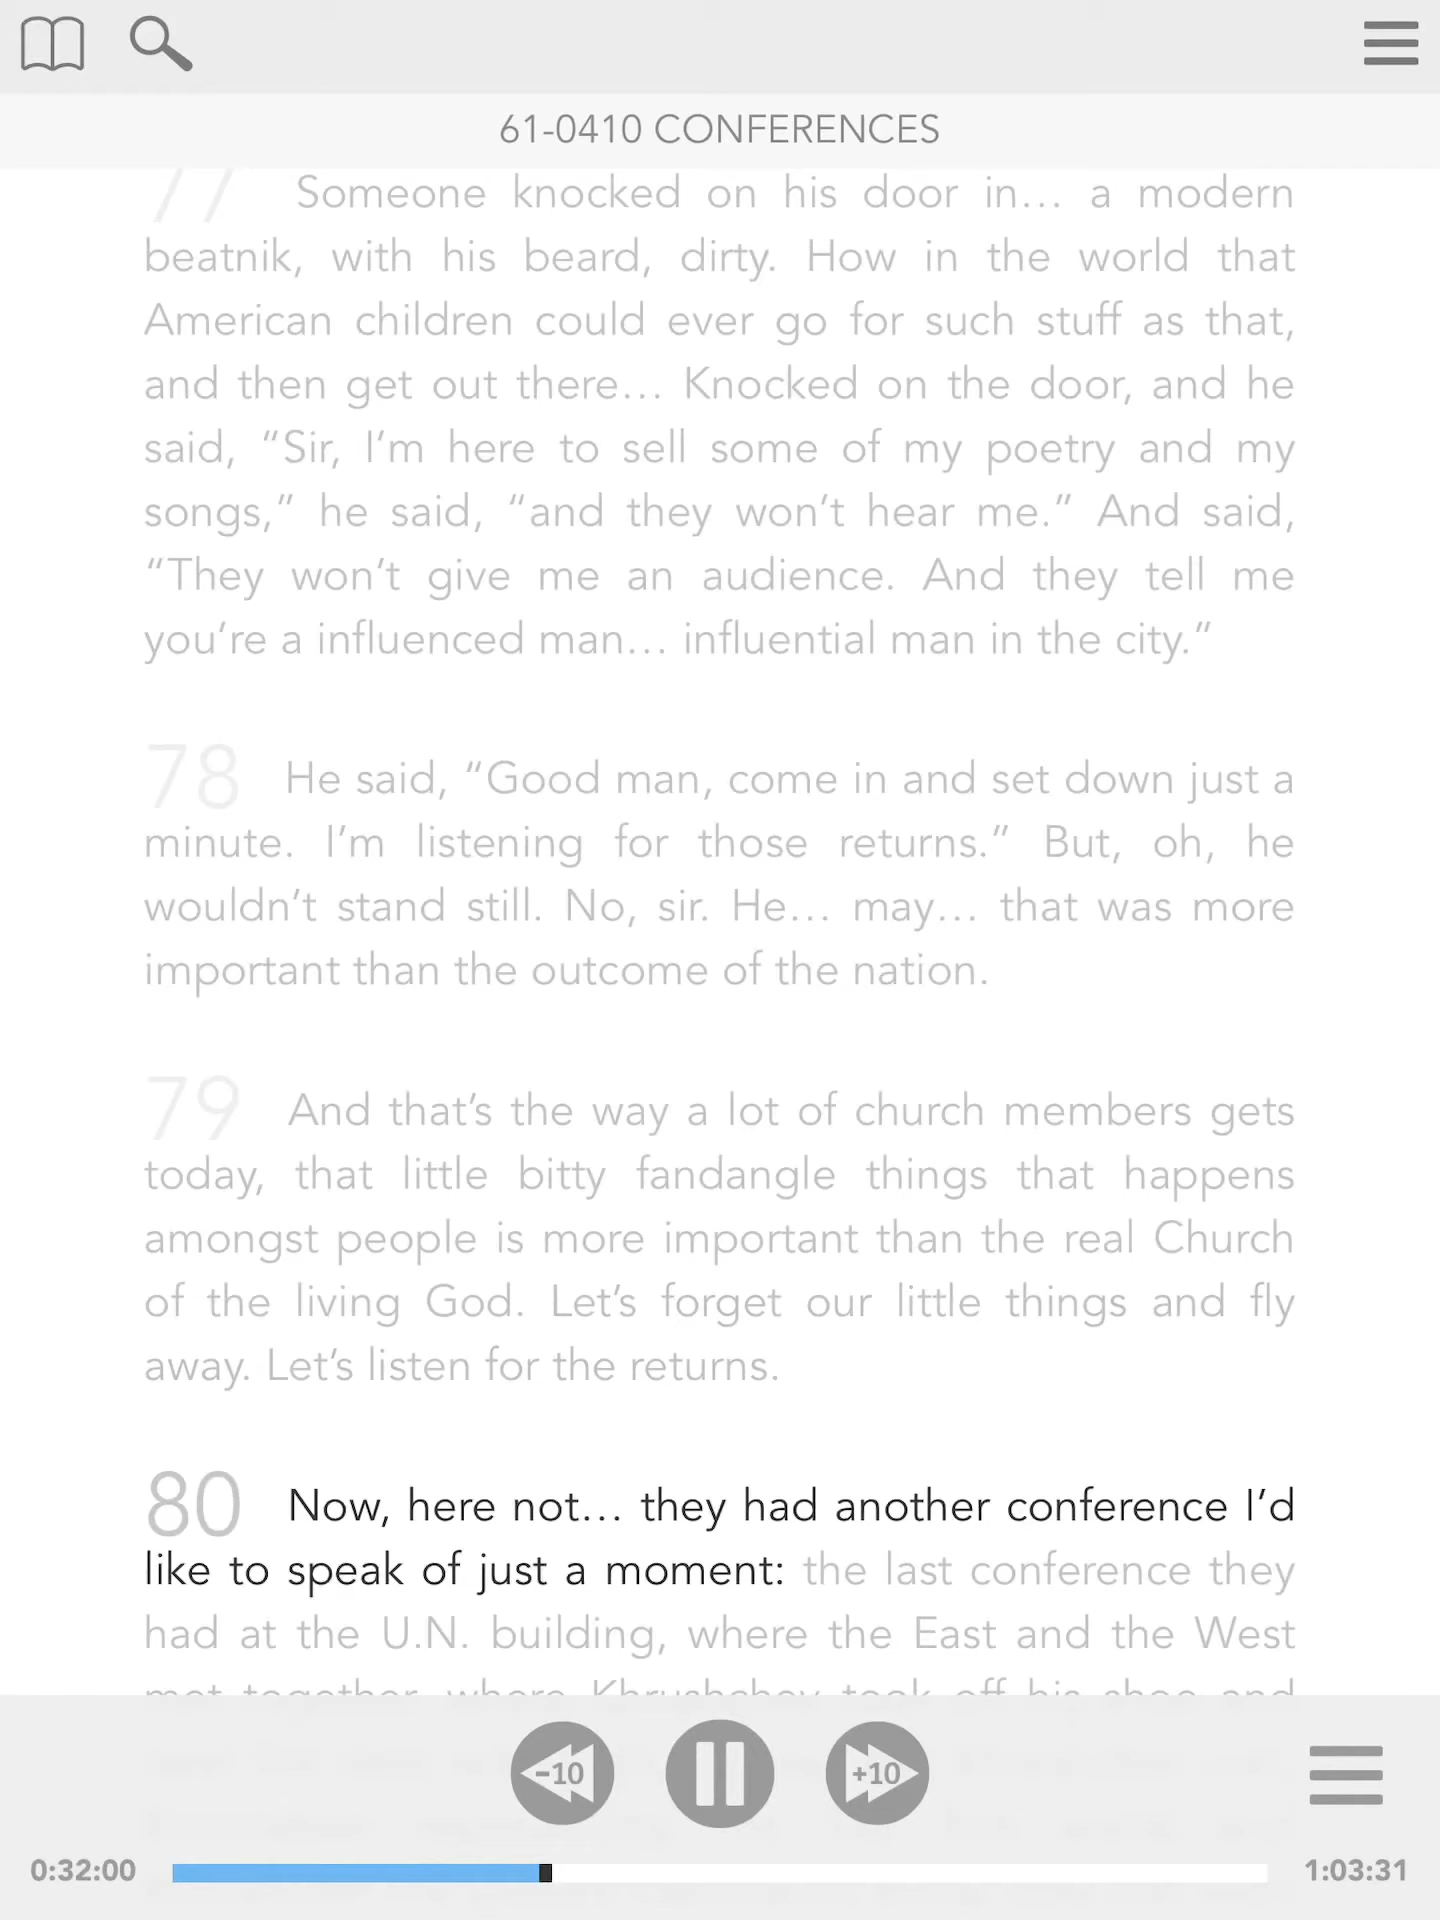 61-0410 CONFERENCES
77 Someone knocked on his door in… a modern
beatnik, with his beard, dirty. How in the world that
American children could ever go for such stuff as that,
and then get out there… Knocked on the door, and he
said, “Sir, I’m here to sell some of my poetry and my
songs,” he said, “and they won’t hear me.” And said,
“They won’t give me an audience. And they tell me
you’re a influenced man… influential man in the city.”
78 He said, “Good man, come in and set down just a
minute. I’m listening for those returns.” But, oh, he
wouldn’t stand still. No, sir. He… may… that was more
important than the outcome of the nation.
79 And that’s the way a lot of church members gets
today, that little bitty fandangle things that happens
amongst people is more important than the real Church
of the living God. Let’s forget our little things and fly
away. Let’s listen for the returns.
80 Now, here not… they had another conference I’d
like to speak of just a moment: the last conference they
had at the U.N. building, where the East and the West
met together, where Khrushchev took off his shoe and
-10 +10
0:32:00 1:03:31